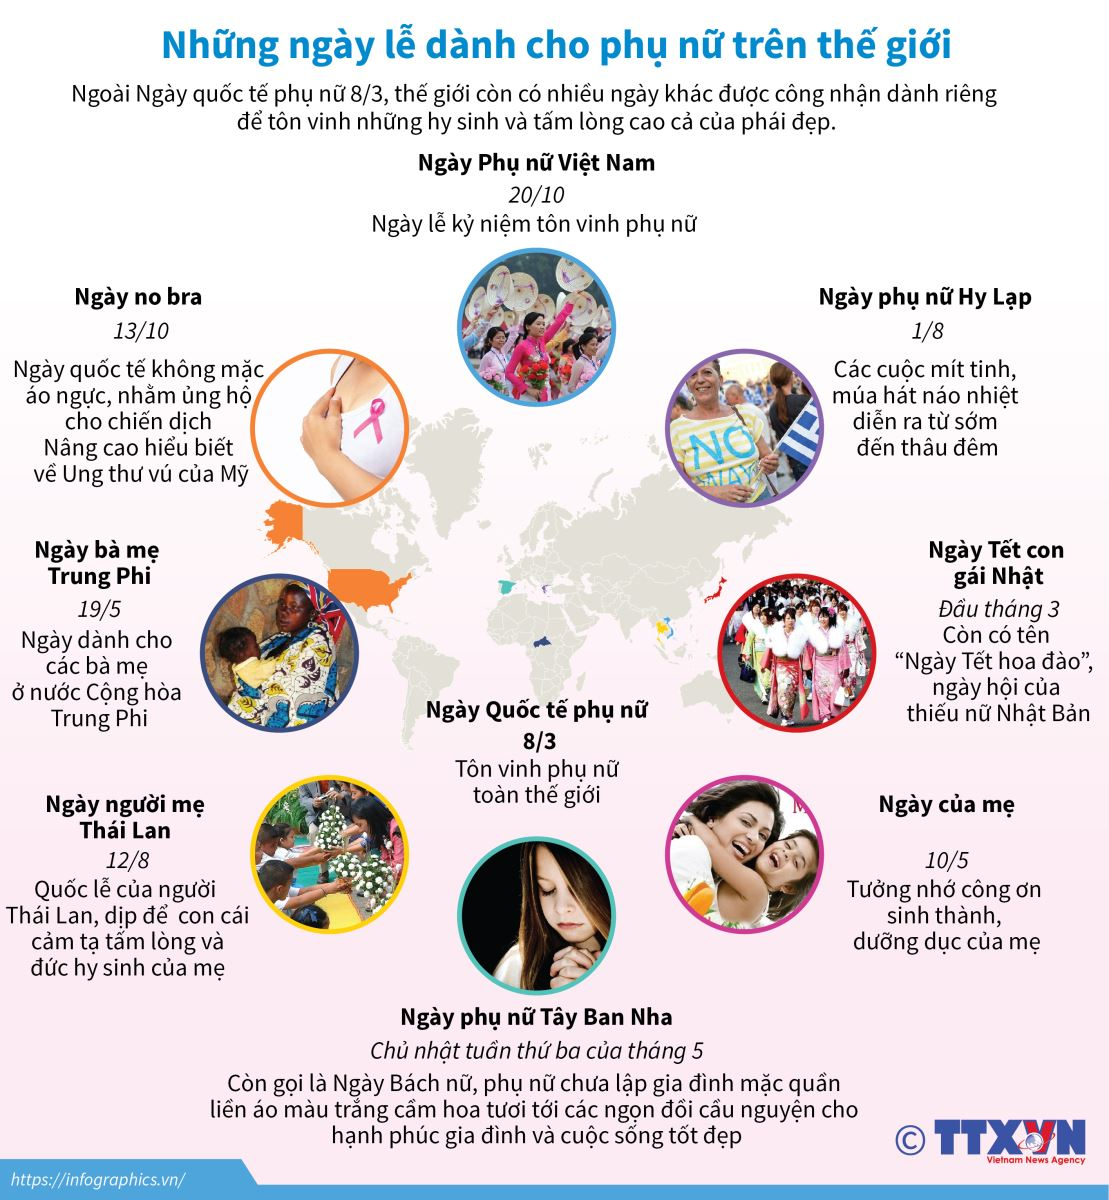 Những ngày lễ dành cho phụ nữ trên thế giới
Ngoài Ngày quốc tế phụ nữ 8/3, thế giới còn có nhiều ngày khác được công nhận dành riêng
để tôn vinh những hy sinh và tấm lòng cao cả của phái đẹp.
Ngày Phụ nữ Việt Nam
20/10
Ngày lễ kỷ niệm tôn vinh phụ nữ
Ngày no bra
13/10
Ngày quốc tế không mặc
áo ngực, nhằm ủng hộ
cho chiến dịch
Nâng cao hiểu biết
về Ung thư vú của Mỹ
Ngày phụ nữ Hy Lạp
1/8
Các cuộc mít tinh,
múa hát náo nhiệt
diễn ra từ sớm
đến thâu đêm
NO
WAY
Ngày bà mẹ
Trung Phi
19/5
Ngày dành cho
các bà mẹ
ở nước Cộng hòa
Trung Phi
Ngày Tết con
gái Nhật
Đầu tháng 3
Còn có tên
“Ngày Tết hoa đào”,
ngày hội của
thiếu nữ Nhật Bản
Ngày Quốc tế phụ nữ
8/3
Tôn vinh phụ nữ
toàn thế giới
Ngày người mẹ
Thái Lan
12/8
Quốc lễ của người
Thái Lan, dịp để con cái
cảm tạ tấm lòng và
đức hy sinh của mẹ
Ngày của mẹ
10/5
Tưởng nhớ công ơn
sinh thành,
dưỡng dục của mẹ
Ngày phụ nữ Tây Ban Nha
Chủ nhật tuần thứ ba của tháng 5
Còn gọi là Ngày Bách nữ, phụ nữ chưa lập gia đình mặc quần
liền áo màu trắng cầm hoa tươi tới các ngọn đồi cầu nguyện cho
hạnh phúc gia đình và cuộc sống tốt đẹp
© TTXVN
Vietnam News Agency
https://infographics.vn/